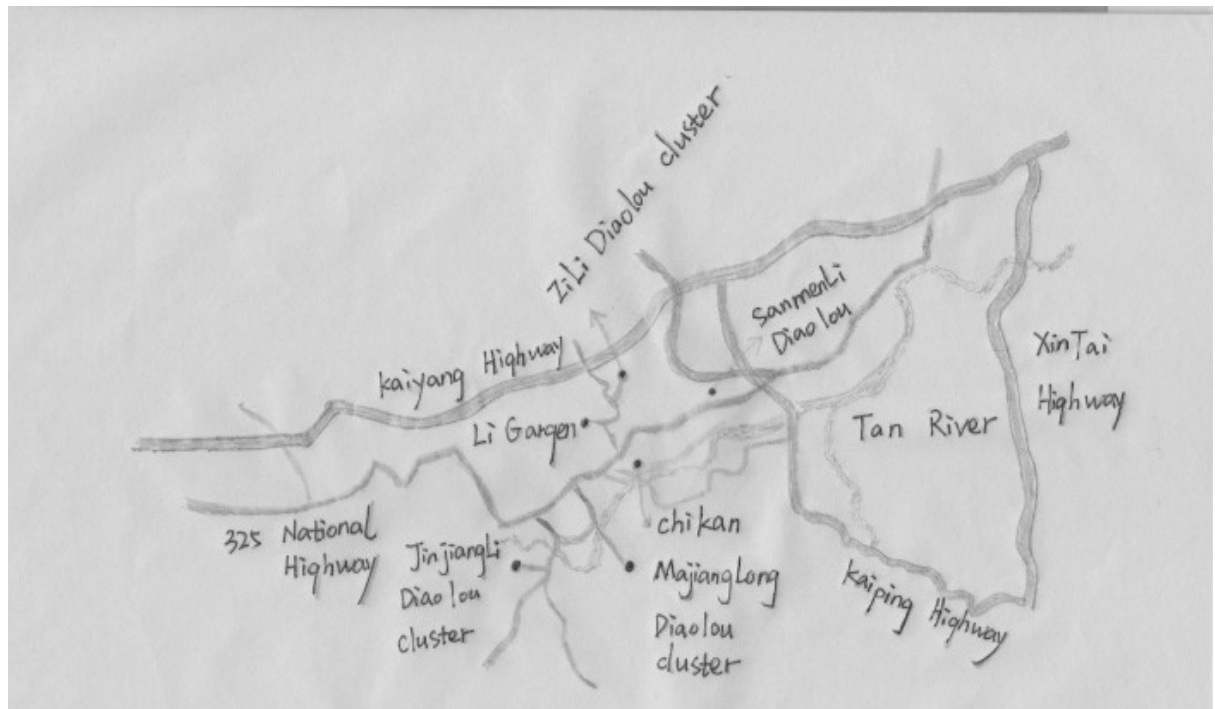 ZiLi Diaolou cluster
SanmenLi
Diaolou
Kaiyang Highway
XinTai
Highway
Li Gargen
Tan River
325 National
Highway
chikan
JinjiangLi
Diaolou
cluster
MajiangLong
Diaolou
cluster
Kaiping Highway